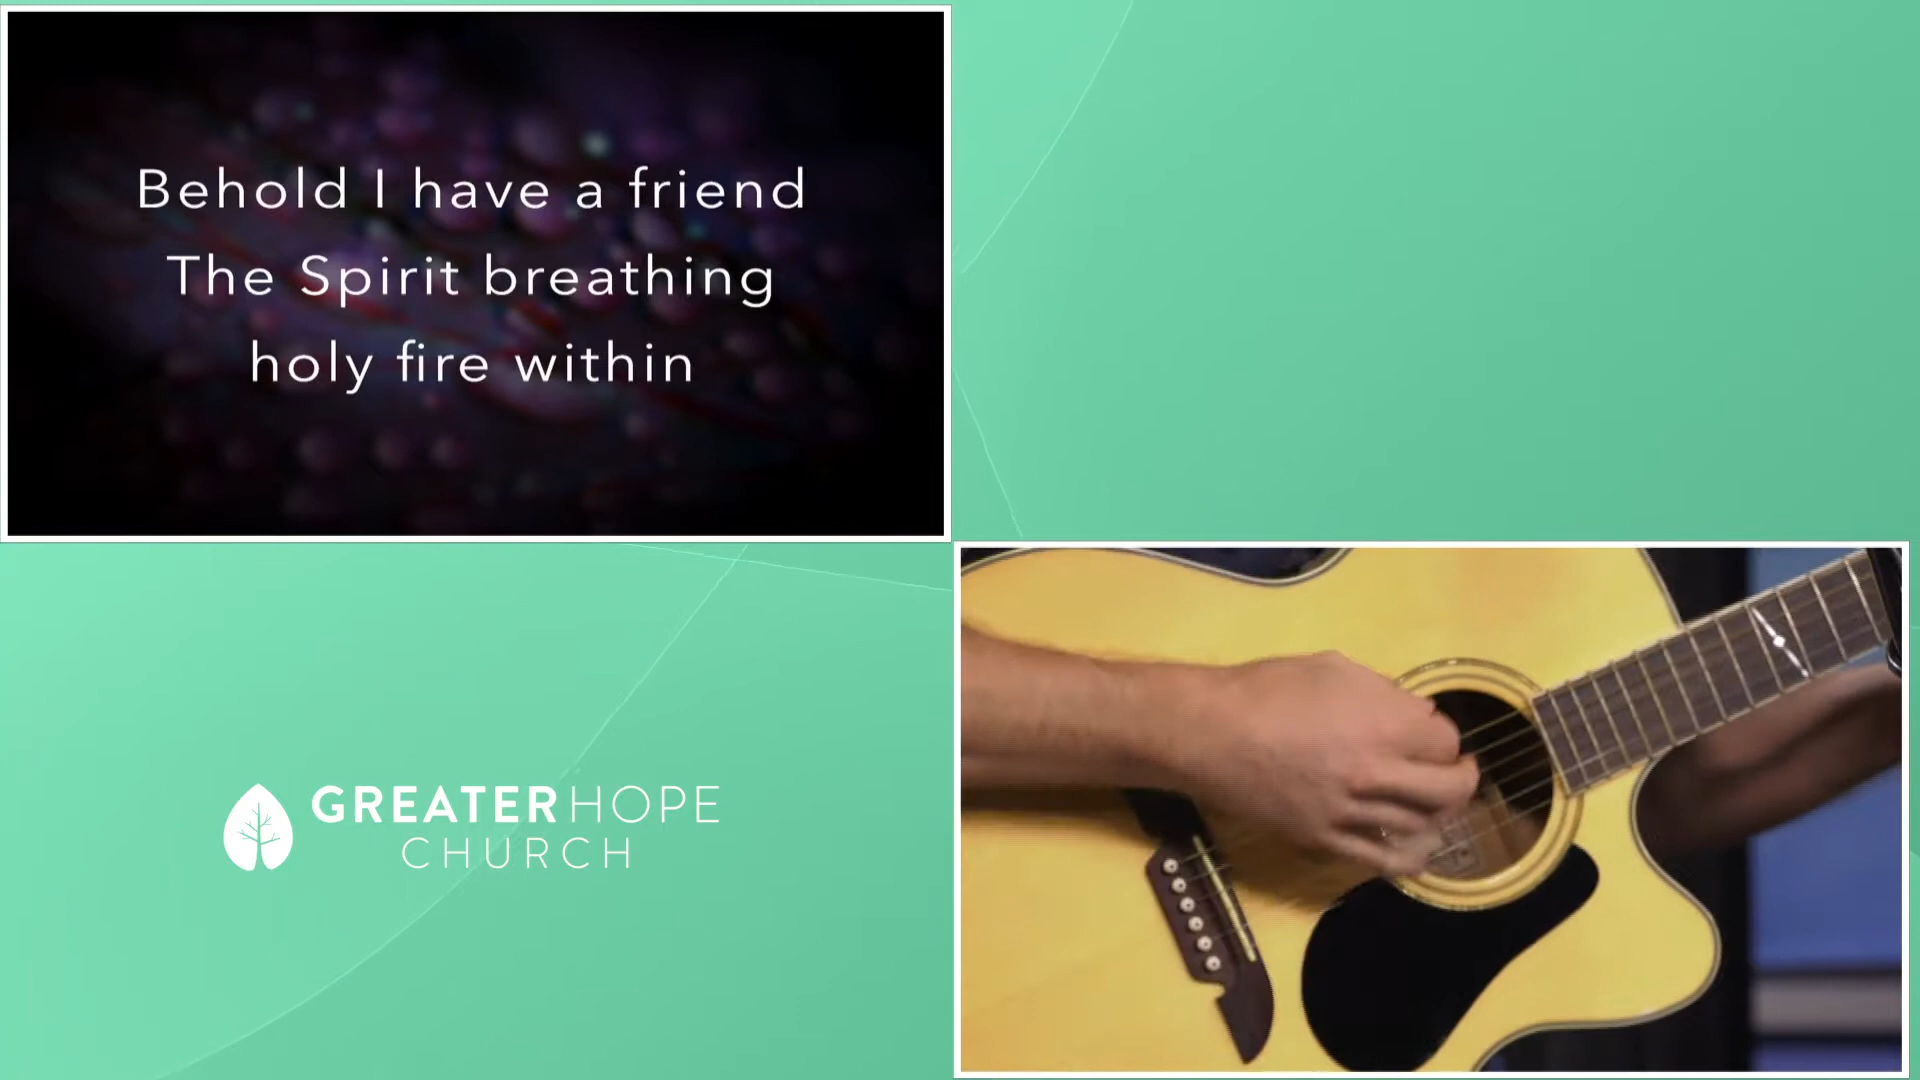 Behold I have a friend
The Spirit breathing
holy fire within
GREATERHOPE
CHURCH